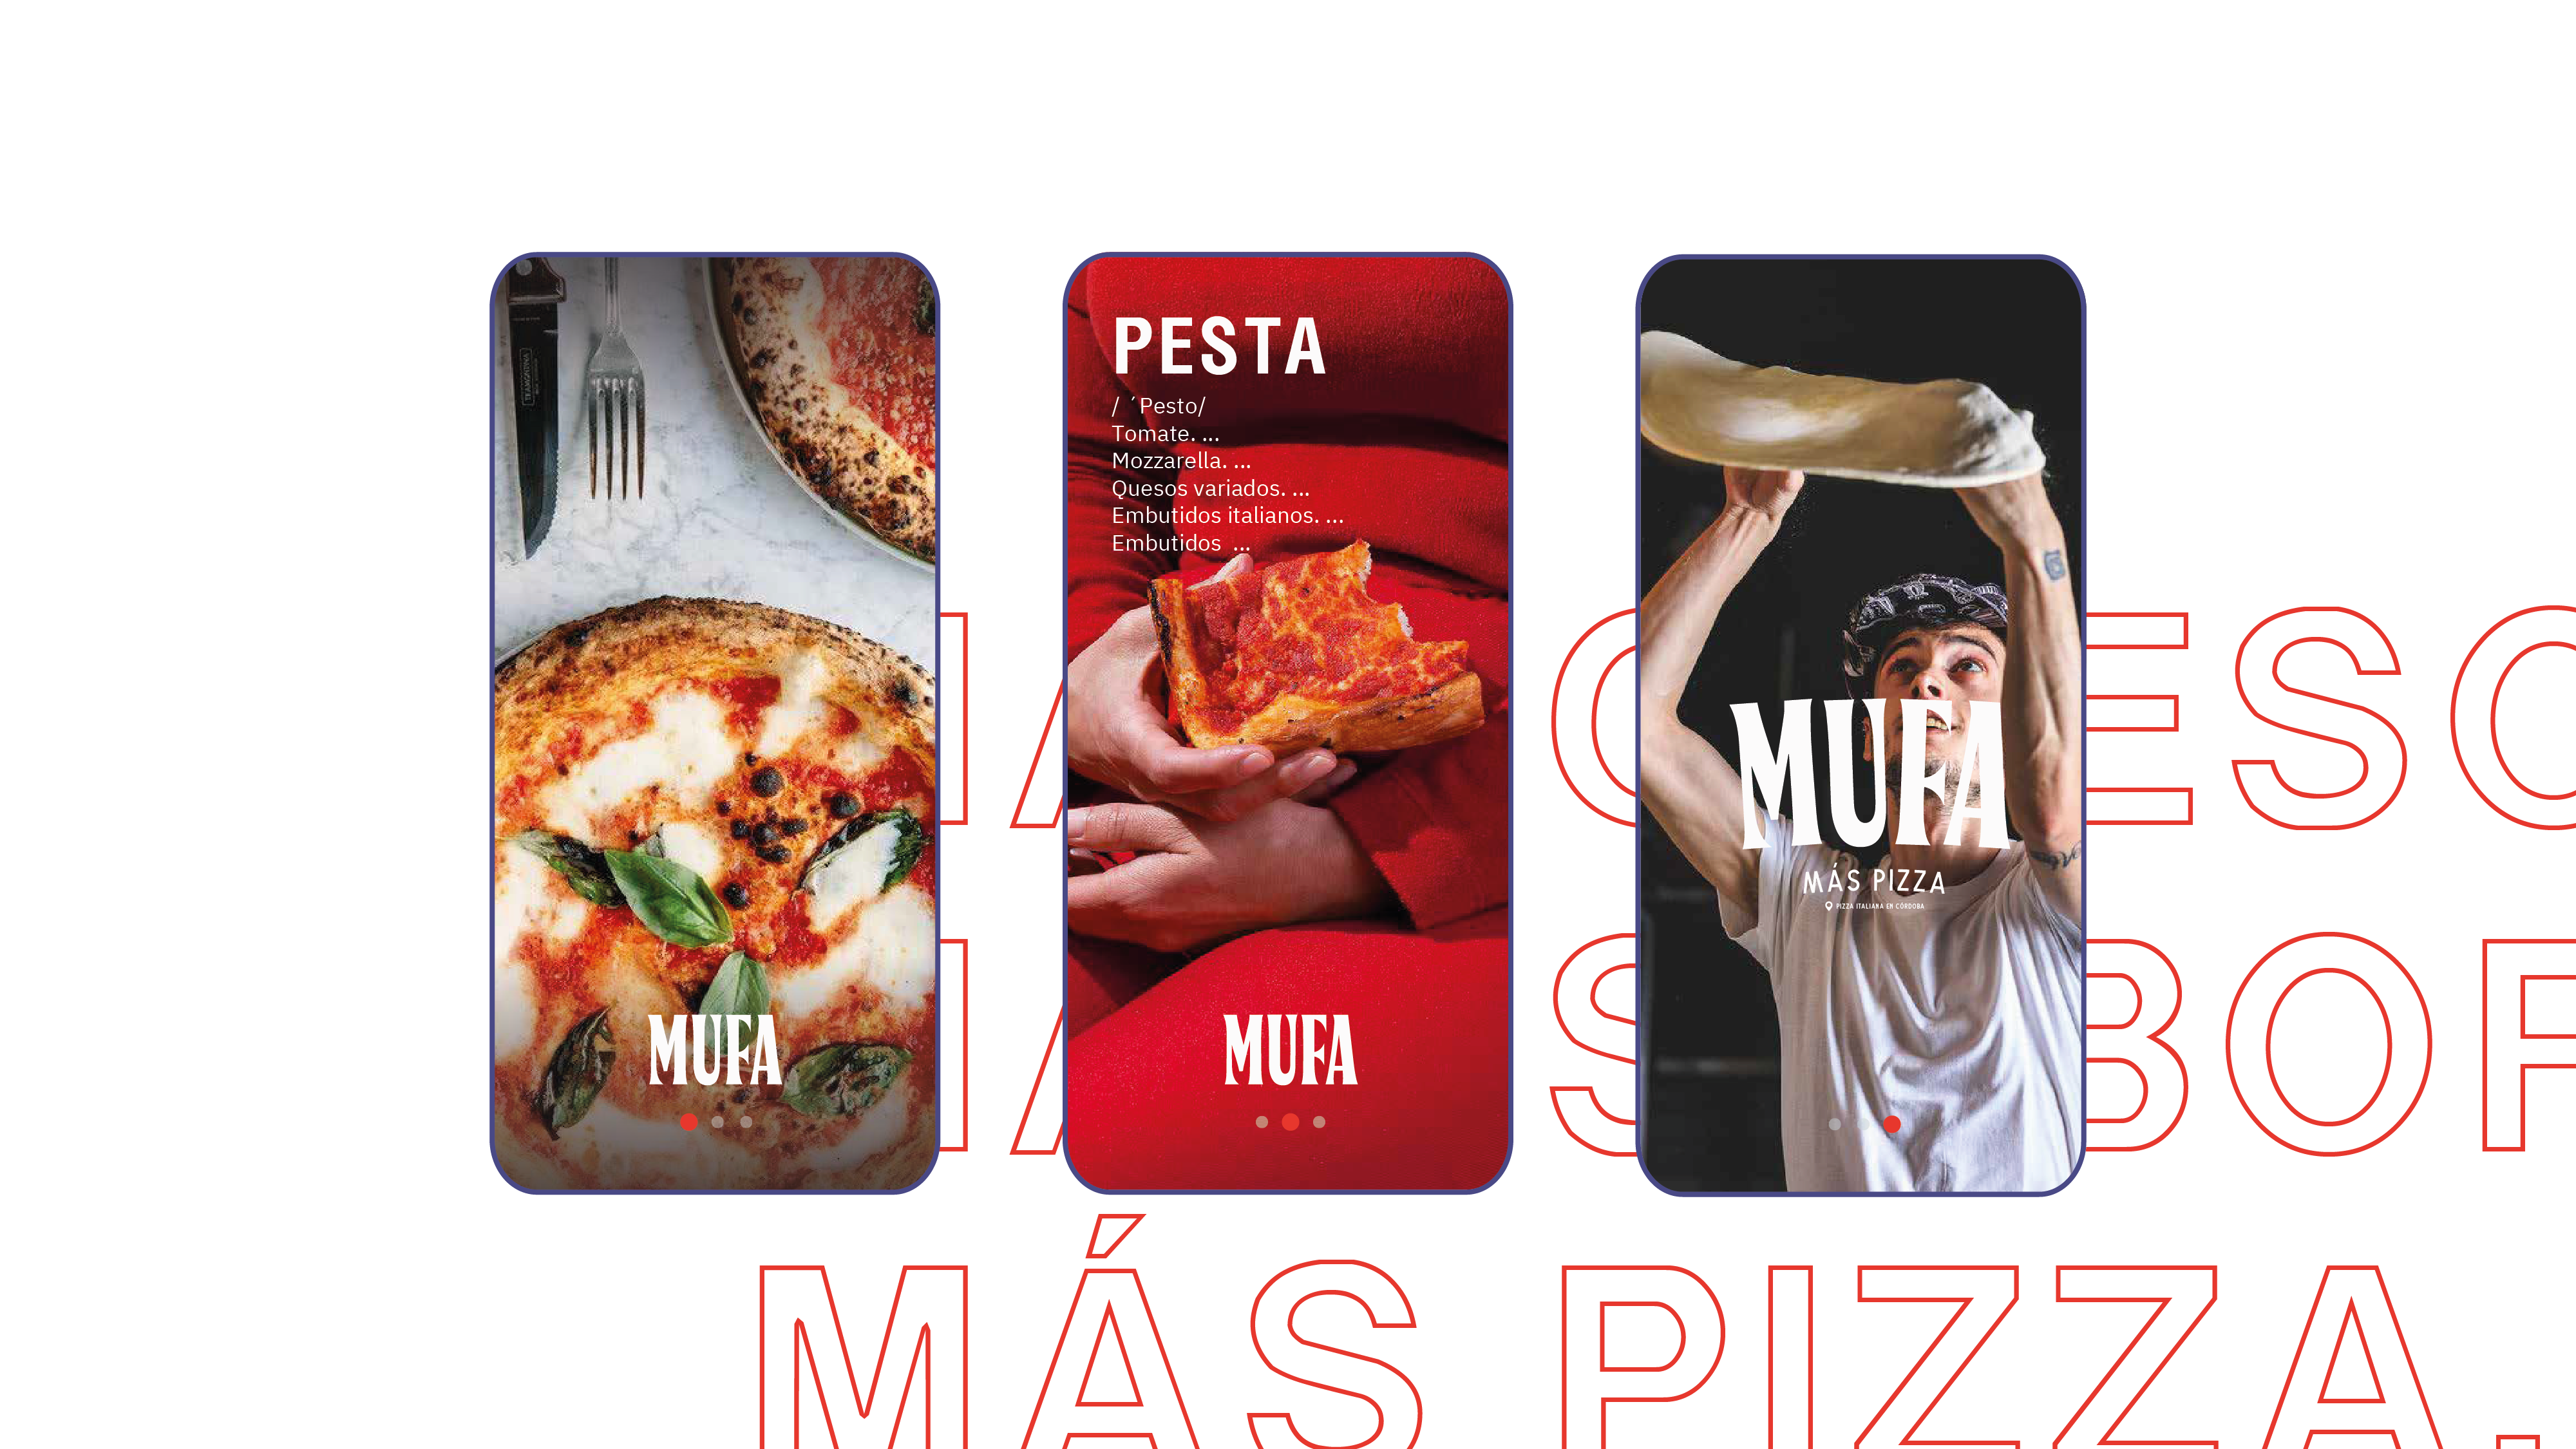 MUFA
PESTA
/ ´Pesto/
Tomate. ...
Mozzarella. ...
Quesos variados. ...
Embutidos italianos. ...
Embutidos ...
MUFA
MUFA
MÁS PIZZA
PIZZA ITALIANA EN CÓRDOBA
MÁS PIZZA.